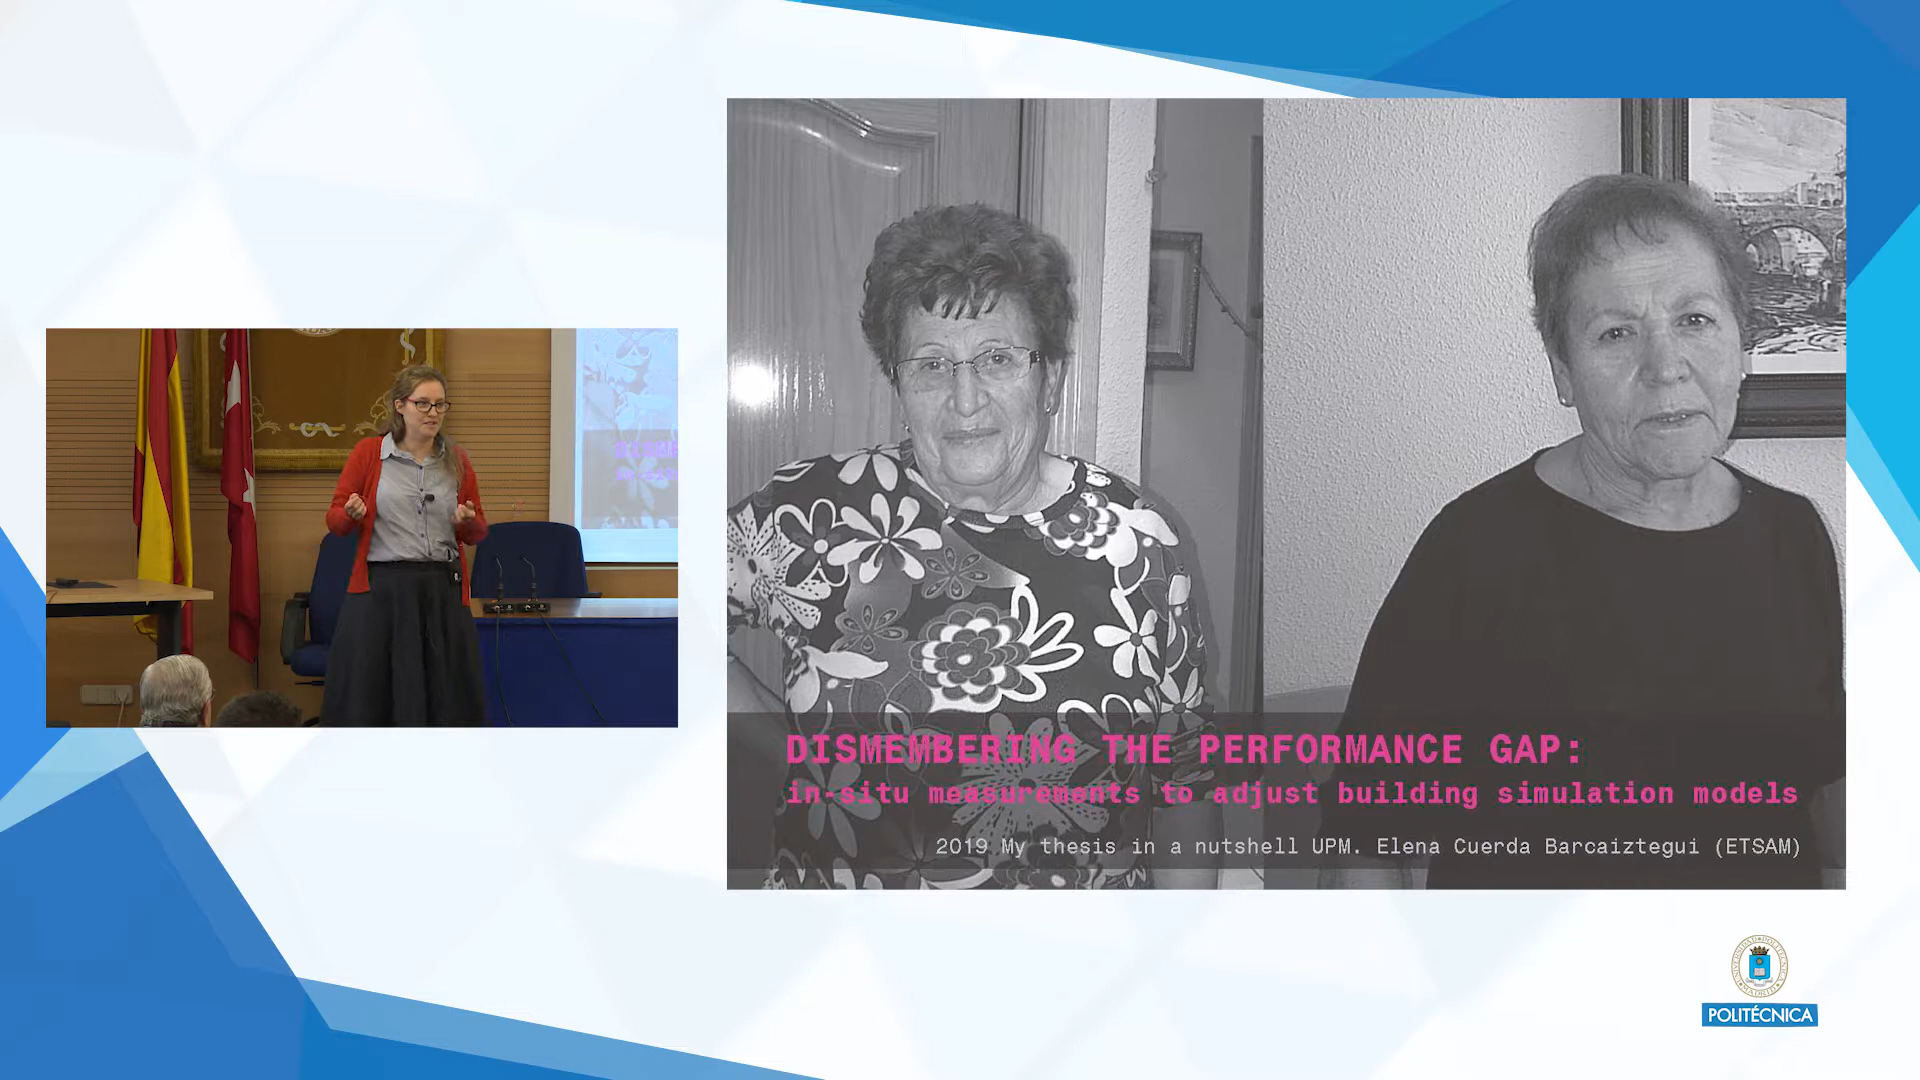 DISMEMBERING THE PERFORMANCE GAP:
in-situ measurements to adjust building simulation models
2019 My thesis in a nutshell UPM. Elena Cuerda Barcaiztegui (ETSAM)
POLITÉCNICA